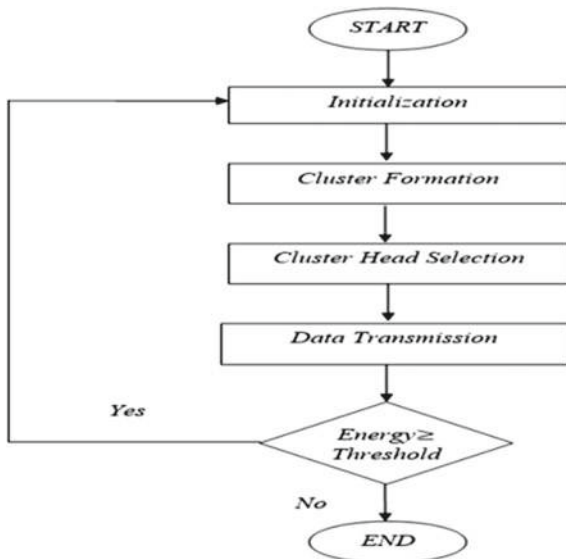 START
Initialization
Cluster Formation
Cluster Head Selection
Data Transmission
Yes
Energy≥
Threshold
No
END